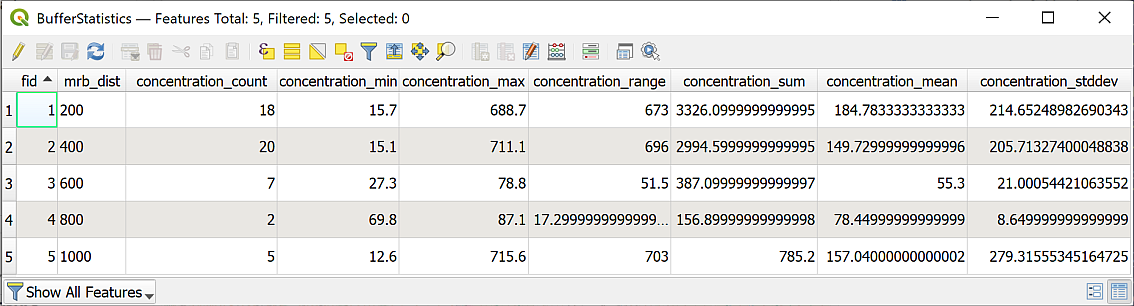 BufferStatistics — Features Total: 5, Filtered: 5, Selected: 0
fid mrb_dist concentration_count concentration_min concentration_max concentration_range concentration_sum concentration_mean concentration_stddev
1 1 200 18 15.7 688.7 673 3326.0999999999995 184.7833333333333 214.65248982690343
2 2 400 20 15.1 711.1 696 2994.5999999999995 149.72999999999996 205.71327400048838
3 3 600 7 27.3 78.8 51.5 387.09999999999997 55.3 21.00054421063552
4 4 800 2 69.8 87.1 17.2999999999999... 156.89999999999998 78.44999999999999 8.649999999999999
5 5 1000 5 12.6 715.6 703 785.2 157.04000000000002 279.31555345164725
Show All Features